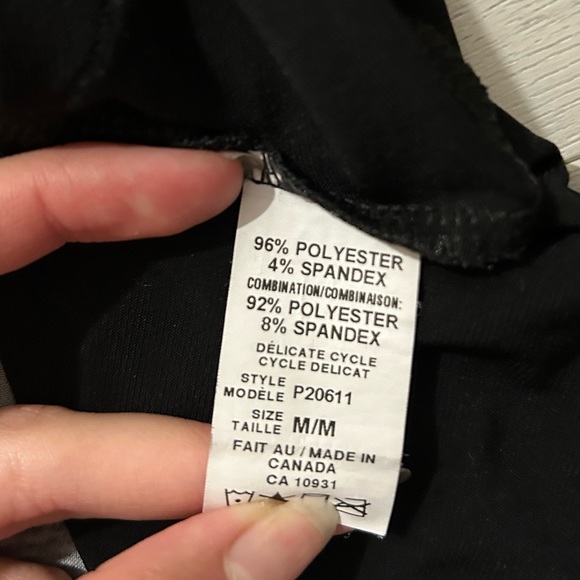 96% POLYESTER
4% SPANDEX
COMBINATION/COMBINAISON:
92% POLYESTER
8% SPANDEX
DÉLICATE CYCLE
CYCLE DELICAT
STYLE
MODÈLE P20611
SIZE
TAILLE M/M
FAIT AU / MADE IN
CANADA
CA 10931